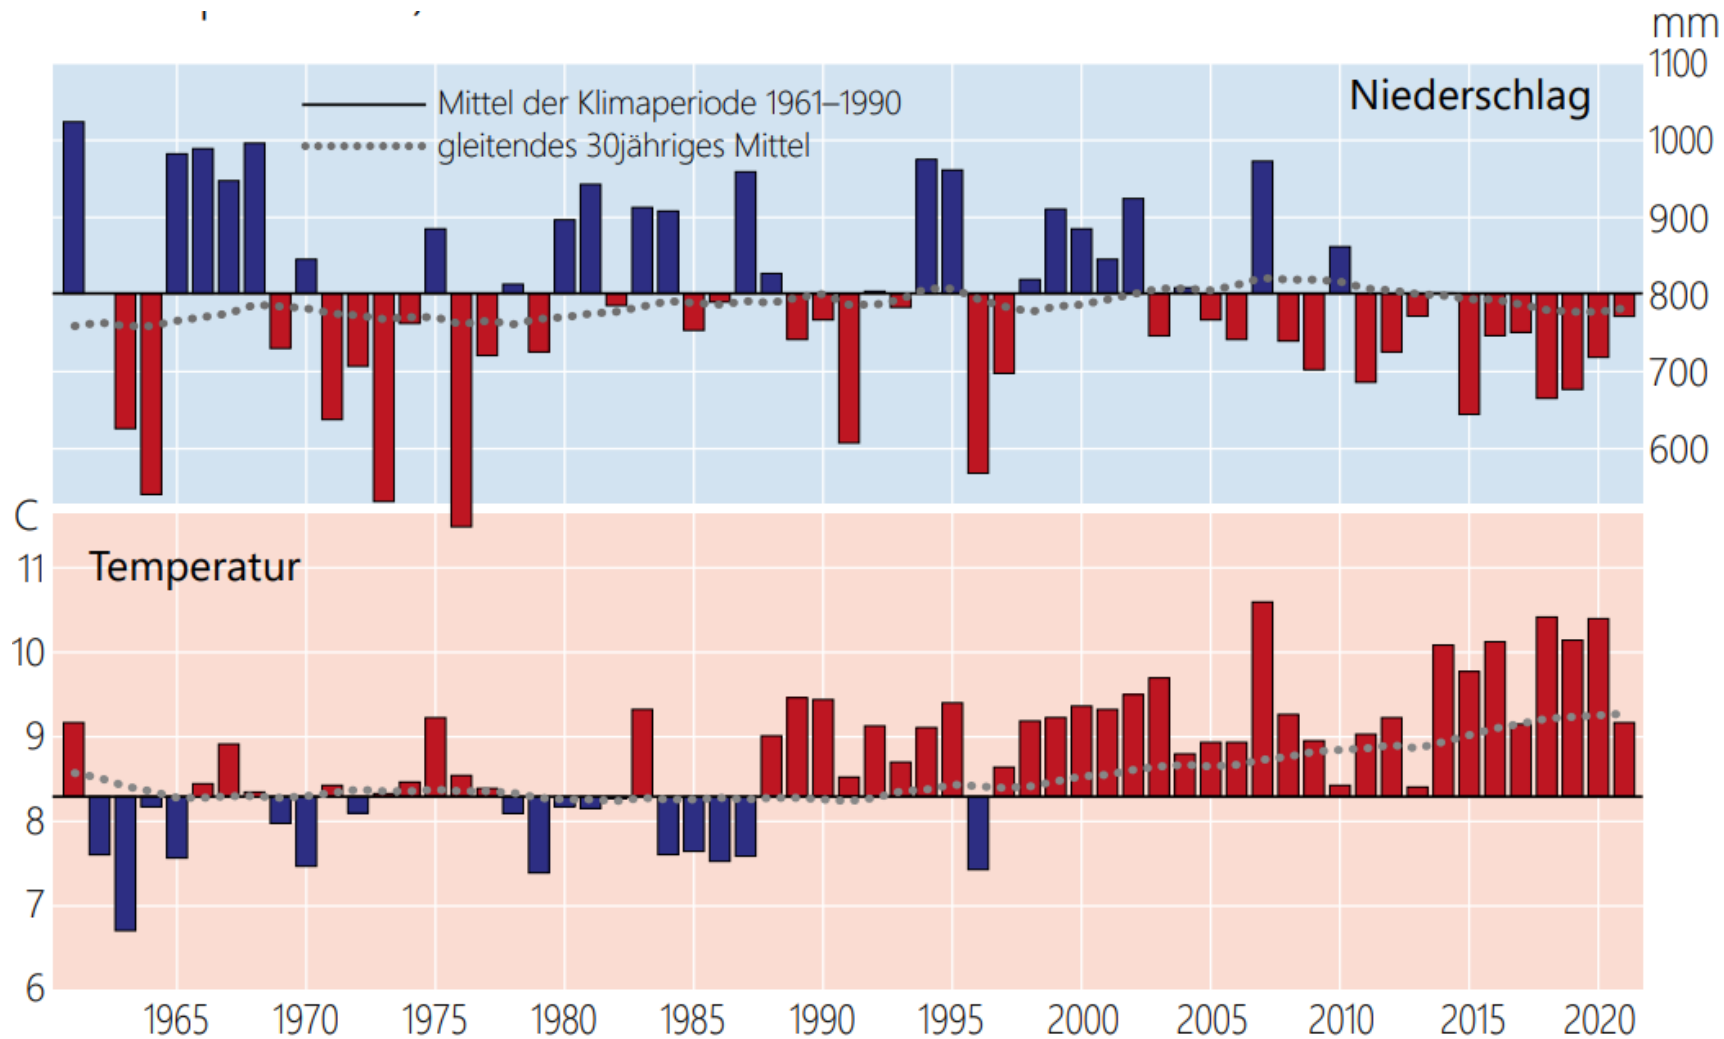 mm
1100
Niederschlag
Mittel der Klimaperiode 1961–1990
gleitendes 30jähriges Mittel
1000
900
800
700
600
C
Temperatur
11
10
9
8
7
6
1965 1970 1975 1980 1985 1990 1995 2000 2005 2010 2015 2020